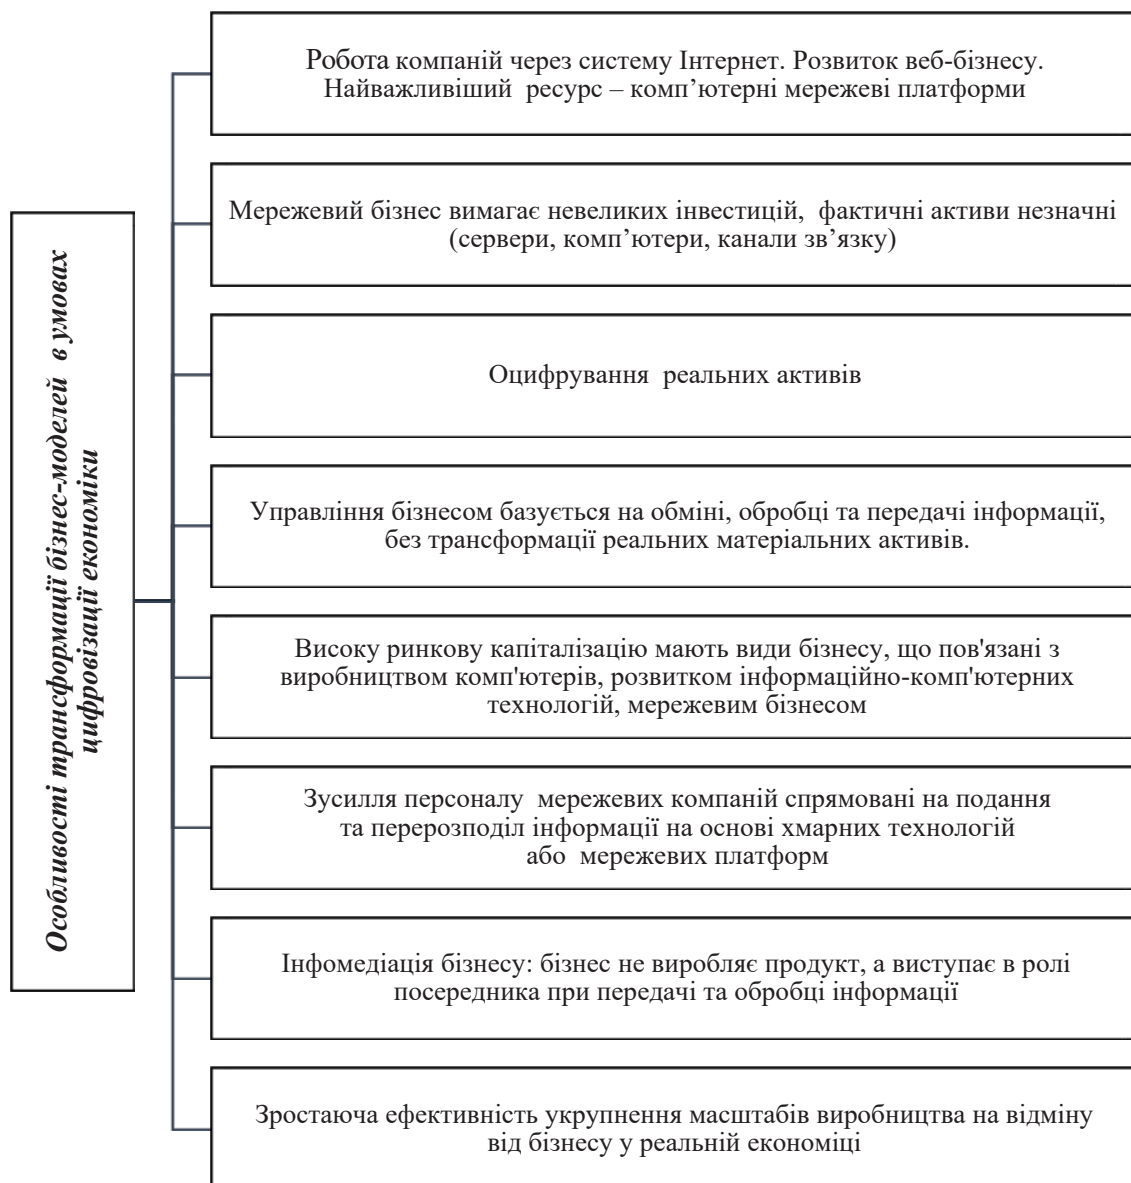 Особливості трансформації бізнес-моделей в умовах
цифровізації економіки
Робота компаній через систему Інтернет. Розвиток веб-бізнесу.
Найважливіший ресурс – комп’ютерні мережеві платформи
Мережевий бізнес вимагає невеликих інвестицій, фактичні активи незначні
(сервери, комп’ютери, канали зв’язку)
Оцифрування реальних активів
Управління бізнесом базується на обміні, обробці та передачі інформації,
без трансформації реальних матеріальних активів.
Високу ринкову капіталізацію мають види бізнесу, що пов'язані з
виробництвом комп'ютерів, розвитком інформаційно-комп'ютерних
технологій, мережевим бізнесом
Зусилля персоналу мережевих компаній спрямовані на подання
та перерозподіл інформації на основі хмарних технологій
або мережевих платформ
Інфомедіація бізнесу: бізнес не виробляє продукт, а виступає в ролі
посередника при передачі та обробці інформації
Зростаюча ефективність укрупнення масштабів виробництва на відміну
від бізнесу у реальній економіці